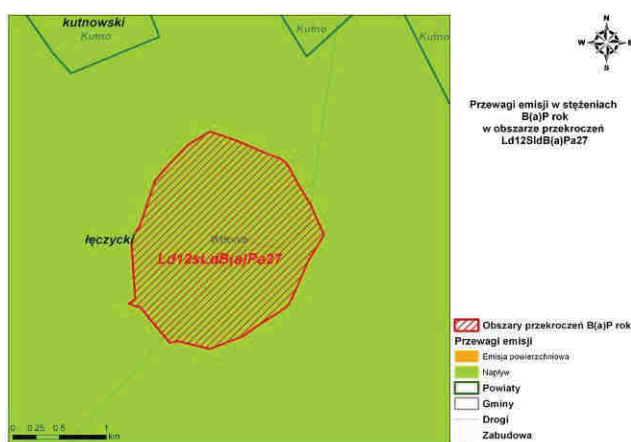 kutnowski
Kutno
Kutno
Kutno
N
W E
S
Przewagi emisji w stężeniach
B(a)P rok
w obszarze przekroczeń
Ld12SldB(a)Pa27
łęczycki
Witonia
Ld12sLdB(a)Pa27
Obszary przekroczeń B(a)P rok
Przewagi emisji
Emisja powierzchniowa
Napływ
Powiaty
Gminy
Drogi
Zabudowa
0 0.25 0.5 1
km